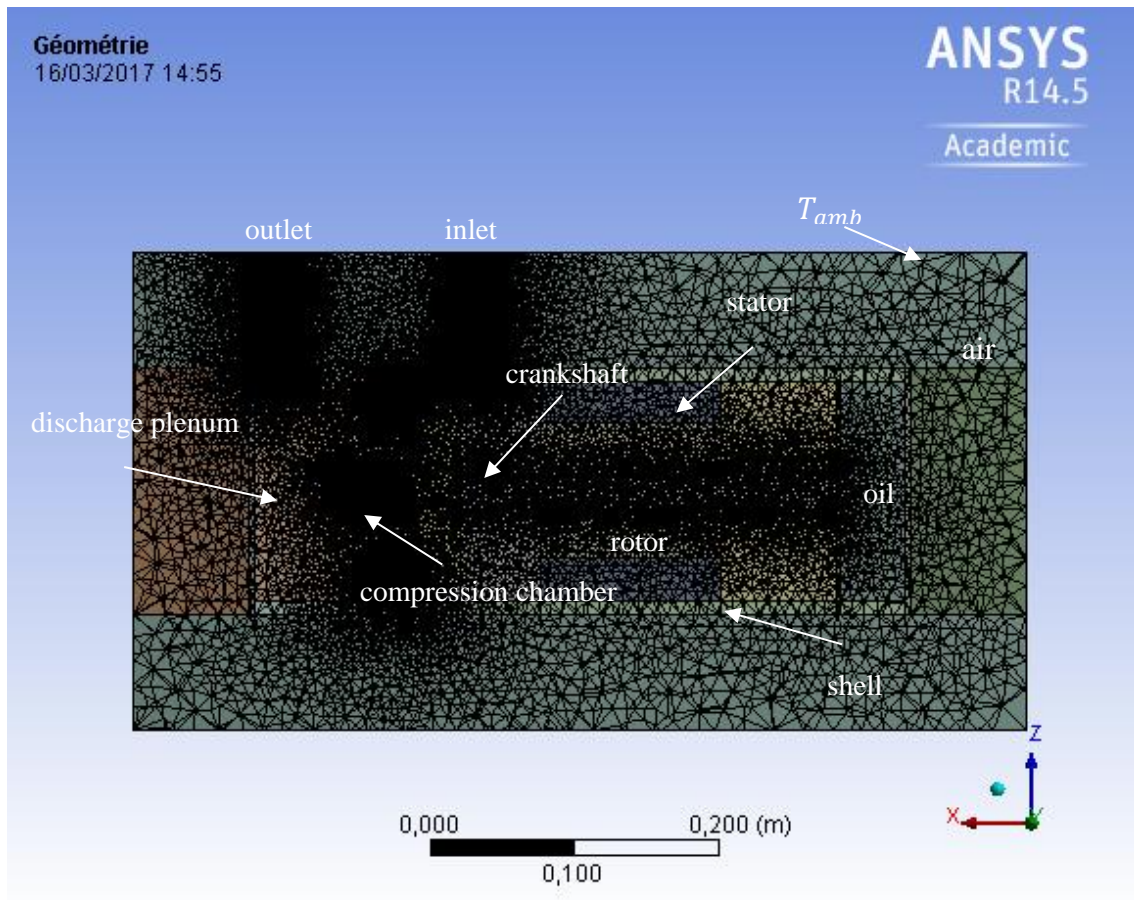 Géométrie
16/03/2017 14:55
ANSYS
R14.5
Academic
outlet
inlet
T_amb
stator
air
crankshaft
discharge plenum
oil
rotor
compression chamber
shell
Z
X
Y
0,000
0,200 (m)
0,100